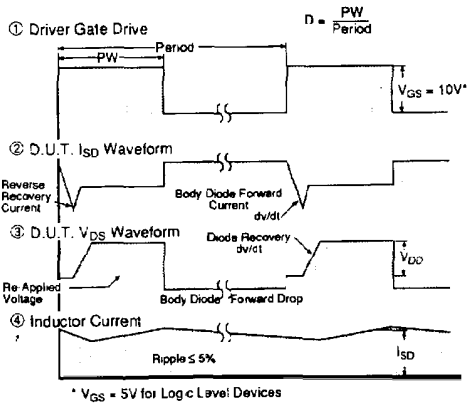 ① Driver Gate Drive
D = PW
Period
Period
PW
V_GS = 10V*
② D.U.T. I_SD Waveform
Reverse
Recovery
Current
Body Diode Forward
Current
dv/dt
③ D.U.T. V_DS Waveform
Diode Recovery
dv/dt
V_DD
Re-Applied
Voltage
Body Diode Forward Drop
④ Inductor Current
Ripple ≤ 5%
I_SD
* V_GS = 5V for Logic Level Devices